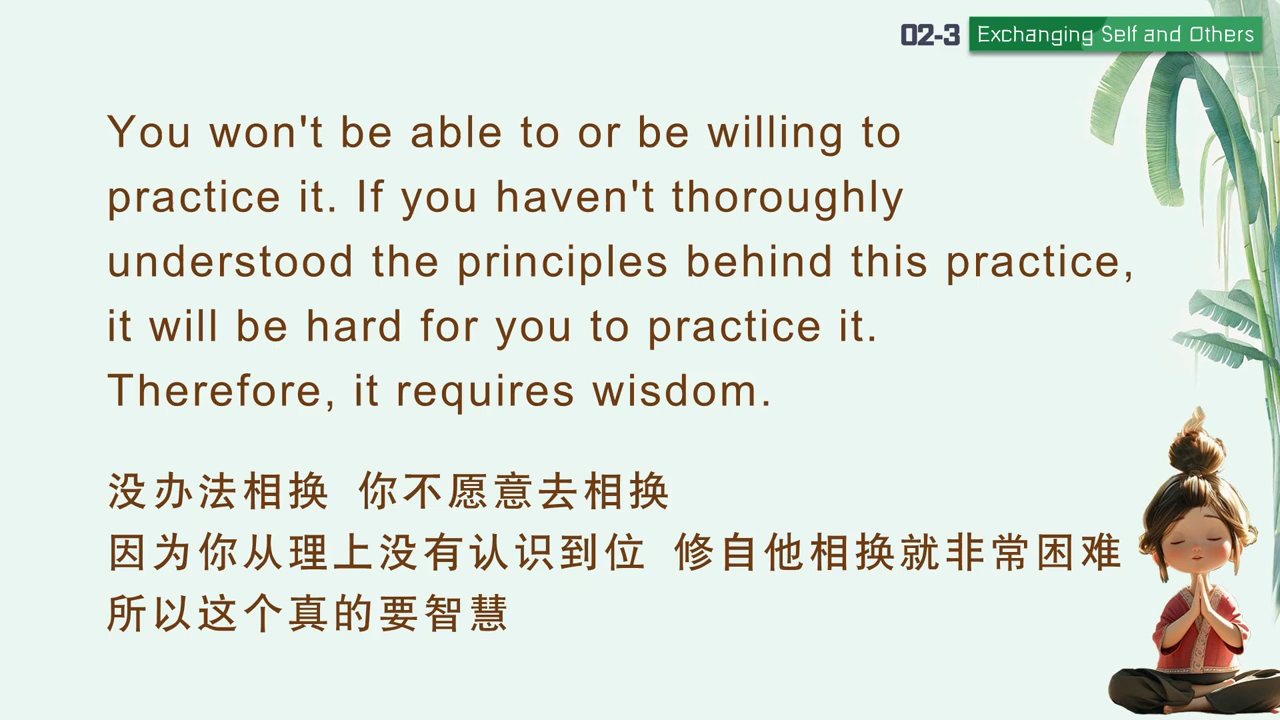 02-3 Exchanging Self and Others
You won't be able to or be willing to
practice it. If you haven't thoroughly
understood the principles behind this practice,
it will be hard for you to practice it.
Therefore, it requires wisdom.
没办法相换 你不愿意去相换
因为你从理上没有认识到位 修自他相换就非常困难
所以这个真的要智慧